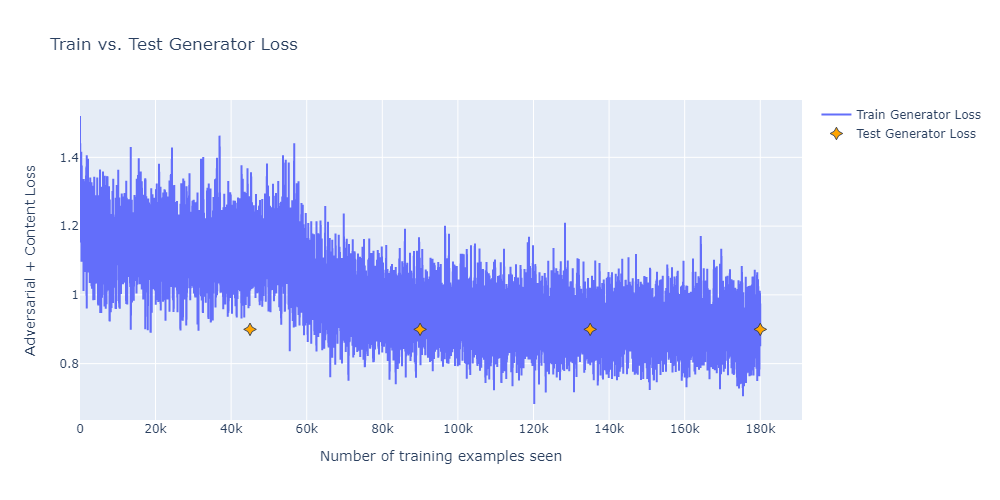 Train vs. Test Generator Loss
Train Generator Loss
Test Generator Loss
Adversarial + Content Loss
1.4
1.2
1
0.8
0
20k
40k
60k
80k
100k
120k
140k
160k
180k
Number of training examples seen